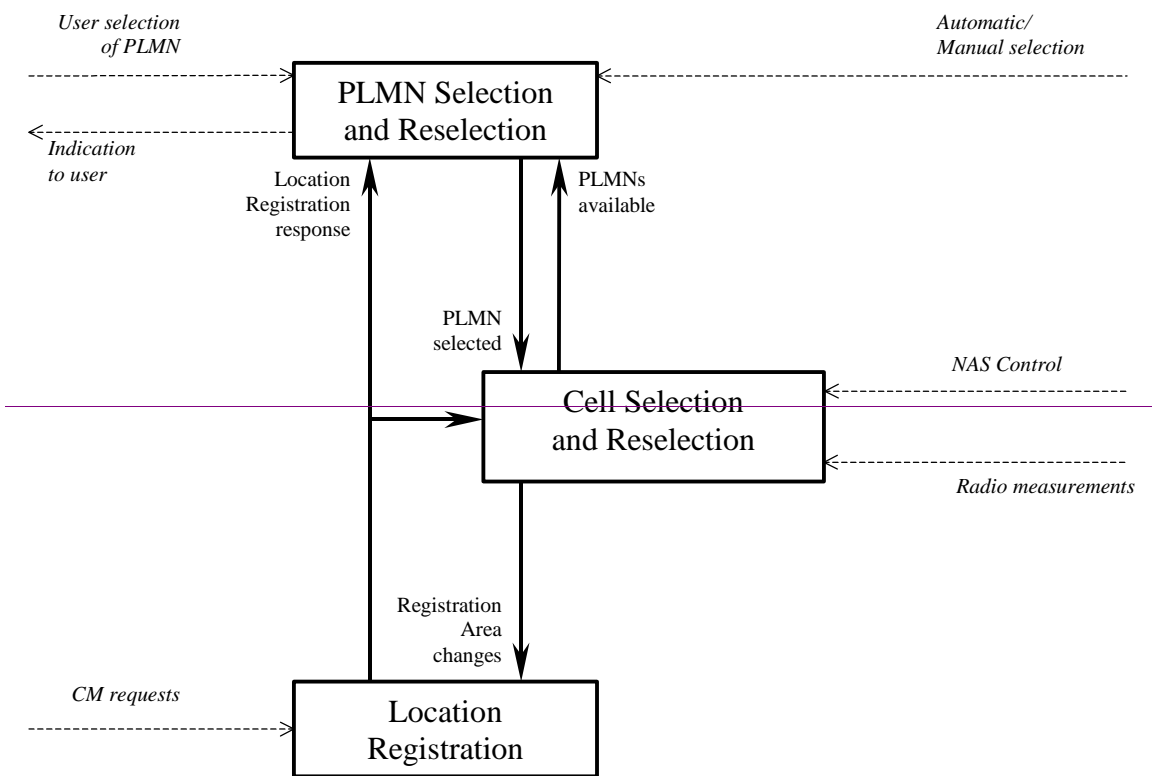 User selection
of PLMN
Automatic/
Manual selection
PLMN Selection
and Reselection
Indication
to user
Location
Registration
response
PLMNs
available
PLMN
selected
NAS Control
Cell Selection
and Reselection
Radio measurements
Registration
Area
changes
CM requests
Location
Registration